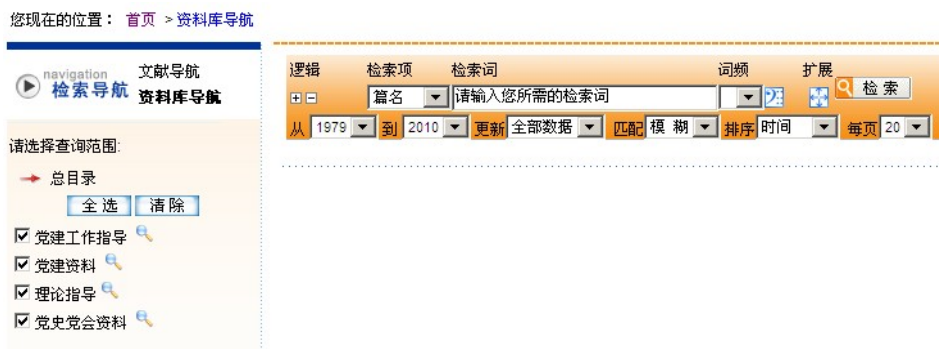 您现在的位置： 首页 >资料库导航
navigation
检索导航
文献导航
资料库导航
请选择查询范围:
总目录
全 选 清 除
党建工作指导
党建资料
理论指导
党史党会资料
逻辑 检索项 检索词 词频 扩展
篇名 请输入您所需的检索词 检 索
从 1979 到 2010 更新 全部数据 匹配 模 糊 排序 时间 每页 20